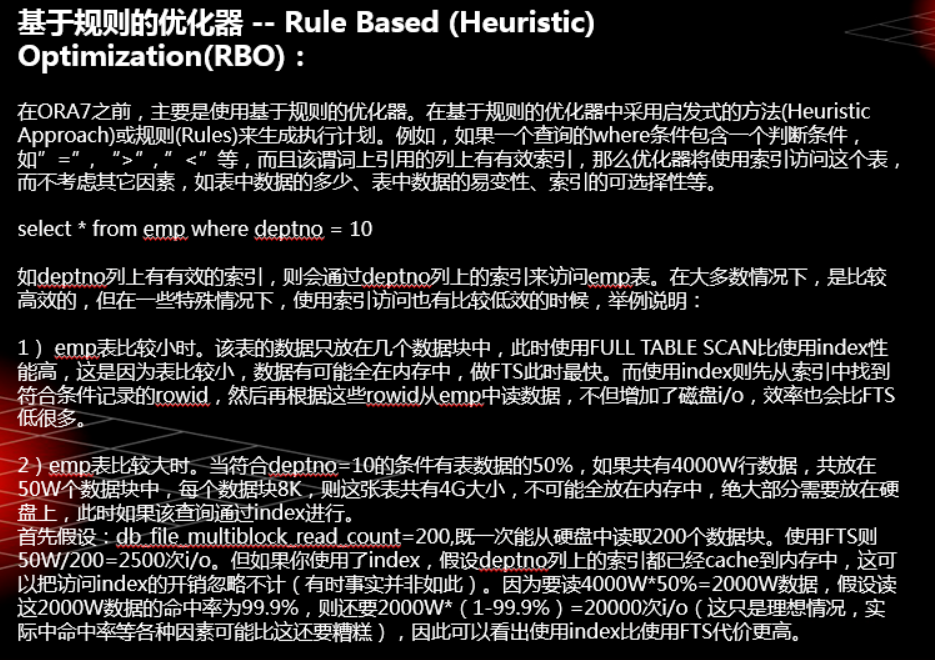 基于规则的优化器 -- Rule Based (Heuristic)
Optimization(RBO)：
在ORA7之前，主要是使用基于规则的优化器。在基于规则的优化器中采用启发式的方法(Heuristic
Approach)或规则(Rules)来生成执行计划。例如，如果一个查询的where条件包含一个判断条件，
如”=”，“>”,”<”等，而且该谓词上引用的列上有有效索引，那么优化器将使用索引访问这个表，
而不考虑其它因素，如表中数据的多少、表中数据的易变性、索引的可选择性等。
select * from emp where deptno = 10
如deptno列上有有效的索引，则会通过deptno列上的索引来访问emp表。在大多数情况下，是比较
高效的，但在一些特殊情况下，使用索引访问也有比较低效的时候，举例说明：
1） emp表比较小时。该表的数据只放在几个数据块中，此时使用FULL TABLE SCAN比使用index性
能高，这是因为表比较小，数据有可能全在内存中，做FTS此时最快。而使用index则先从索引中找到
符合条件记录的rowid，然后再根据这些rowid从emp中读数据，不但增加了磁盘i/o，效率也会比FTS
低很多。
2）emp表比较大时。当符合deptno=10的条件有表数据的50%，如果共有4000W行数据，共放在
50W个数据块中，每个数据块8K，则这张表共有4G大小，不可能全放在内存中，绝大部分需要放在硬
盘上，此时如果该查询通过index进行。
首先假设：db_file_multiblock_read_count=200,既一次能从硬盘中读取200个数据块。使用FTS则
50W/200=2500次i/o。但如果你使用了index，假设deptno列上的索引都已经cache到内存中，这可
以把访问index的开销忽略不计（有时事实并非如此）。因为要读4000W*50%=2000W数据，假设读
这2000W数据的命中率为99.9%，则还要2000W*（1-99.9%）=20000次i/o（这只是理想情况，实
际中命中率等各种因素可能比这还要糟糕），因此可以看出使用index比使用FTS代价更高。